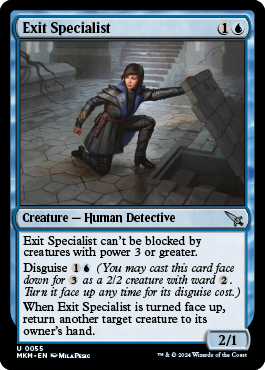 Exit Specialist 1
Creature — Human Detective
Exit Specialist can't be blocked by
creatures with power 3 or greater.
Disguise 1 (You may cast this card face
down for 3 as a 2/2 creature with ward 2.
Turn it face up any time for its disguise cost.)
When Exit Specialist is turned face up,
return another target creature to its
owner's hand.
2/1
U 0055
MKM • EN MILA PESIC
™ & © 2024 Wizards of the Coast